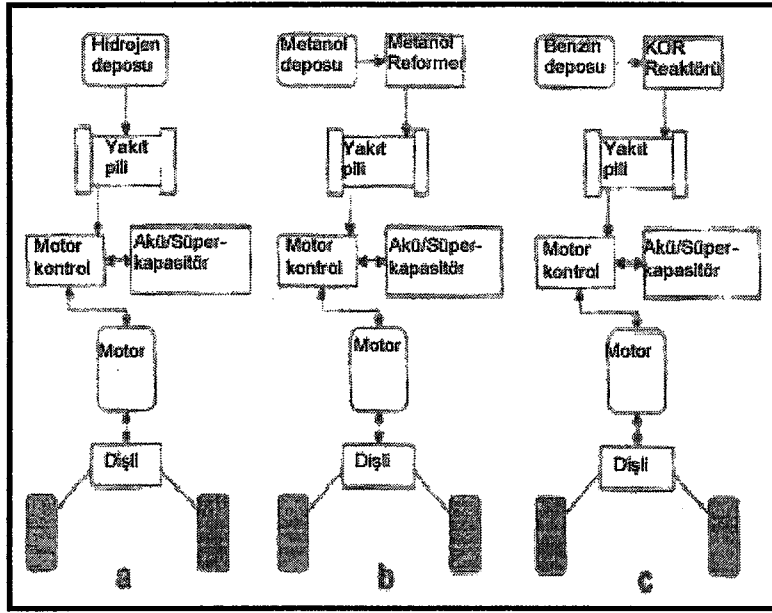 Hidrojen
deposu
Yakıt
pili
Motor
kontrol
Akü/Süper-
kapasitör
Motor
Dişli
a
Metanol
deposu
Metanol
Reformer
Yakıt
pili
Motor
kontrol
Akü/Süper-
kapasitör
Motor
Dişli
b
Benzin
deposu
KOR
Reaktörü
Yakıt
pili
Motor
kontrol
Akü/Süper-
kapasitör
Motor
Dişli
c